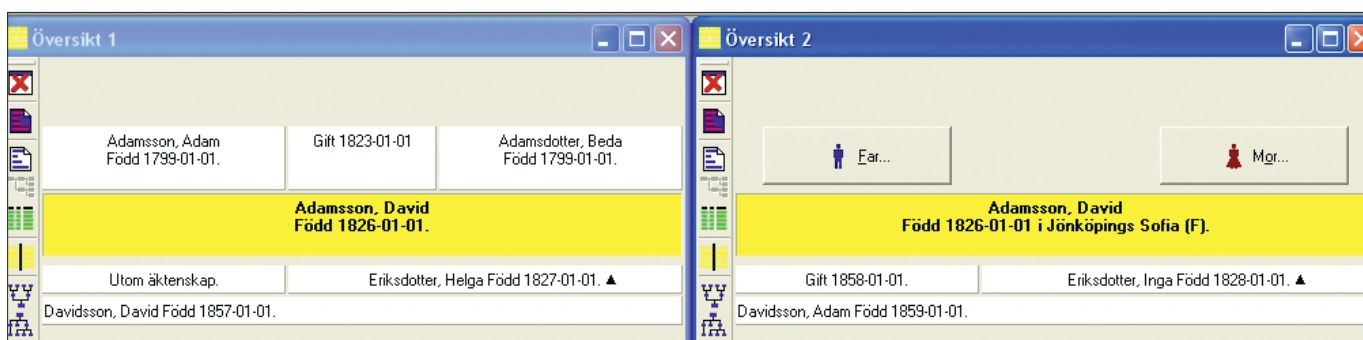 Översikt 1
Adamsson, Adam
Född 1799-01-01.
Gift 1823-01-01
Adamsdotter, Beda
Född 1799-01-01.
Adamsson, David
Född 1826-01-01.
Utom äktenskap.
Eriksdotter, Helga Född 1827-01-01. ▲
Davidsson, David Född 1857-01-01.
Översikt 2
Far...
Mor...
Adamsson, David
Född 1826-01-01 i Jönköpings Sofia (F).
Gift 1858-01-01.
Eriksdotter, Inga Född 1828-01-01. ▲
Davidsson, Adam Född 1859-01-01.